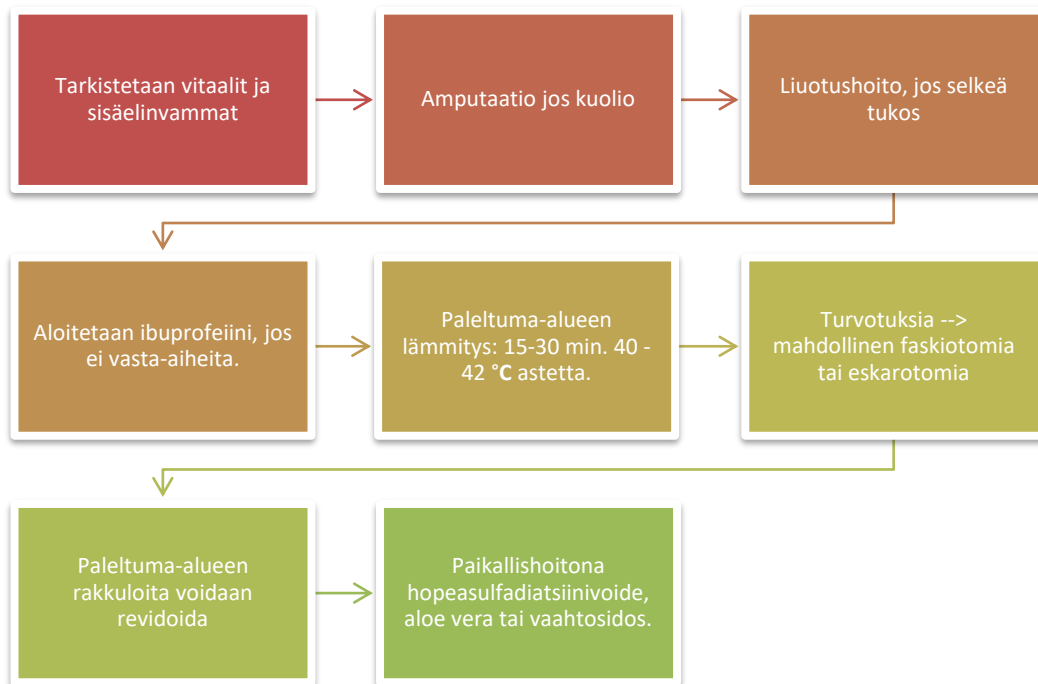 Tarkistetaan vitaalit ja
sisäelinvammat
Amputaatio jos kuolio
Liuotushoito, jos selkeä
tukos
Aloitetaan ibuprofeiini, jos
ei vasta-aiheita.
Paleltuma-alueen
lämmitys: 15-30 min. 40 -
42 °C astetta.
Turvotuksia -->
mahdollinen faskiotomia
tai eskarotomia
Paleltuma-alueen
rakkuloita voidaan
revidoida
Paikallishoitona
hopeasulfadiatsiinivoide,
aloe vera tai vaahtosidos.